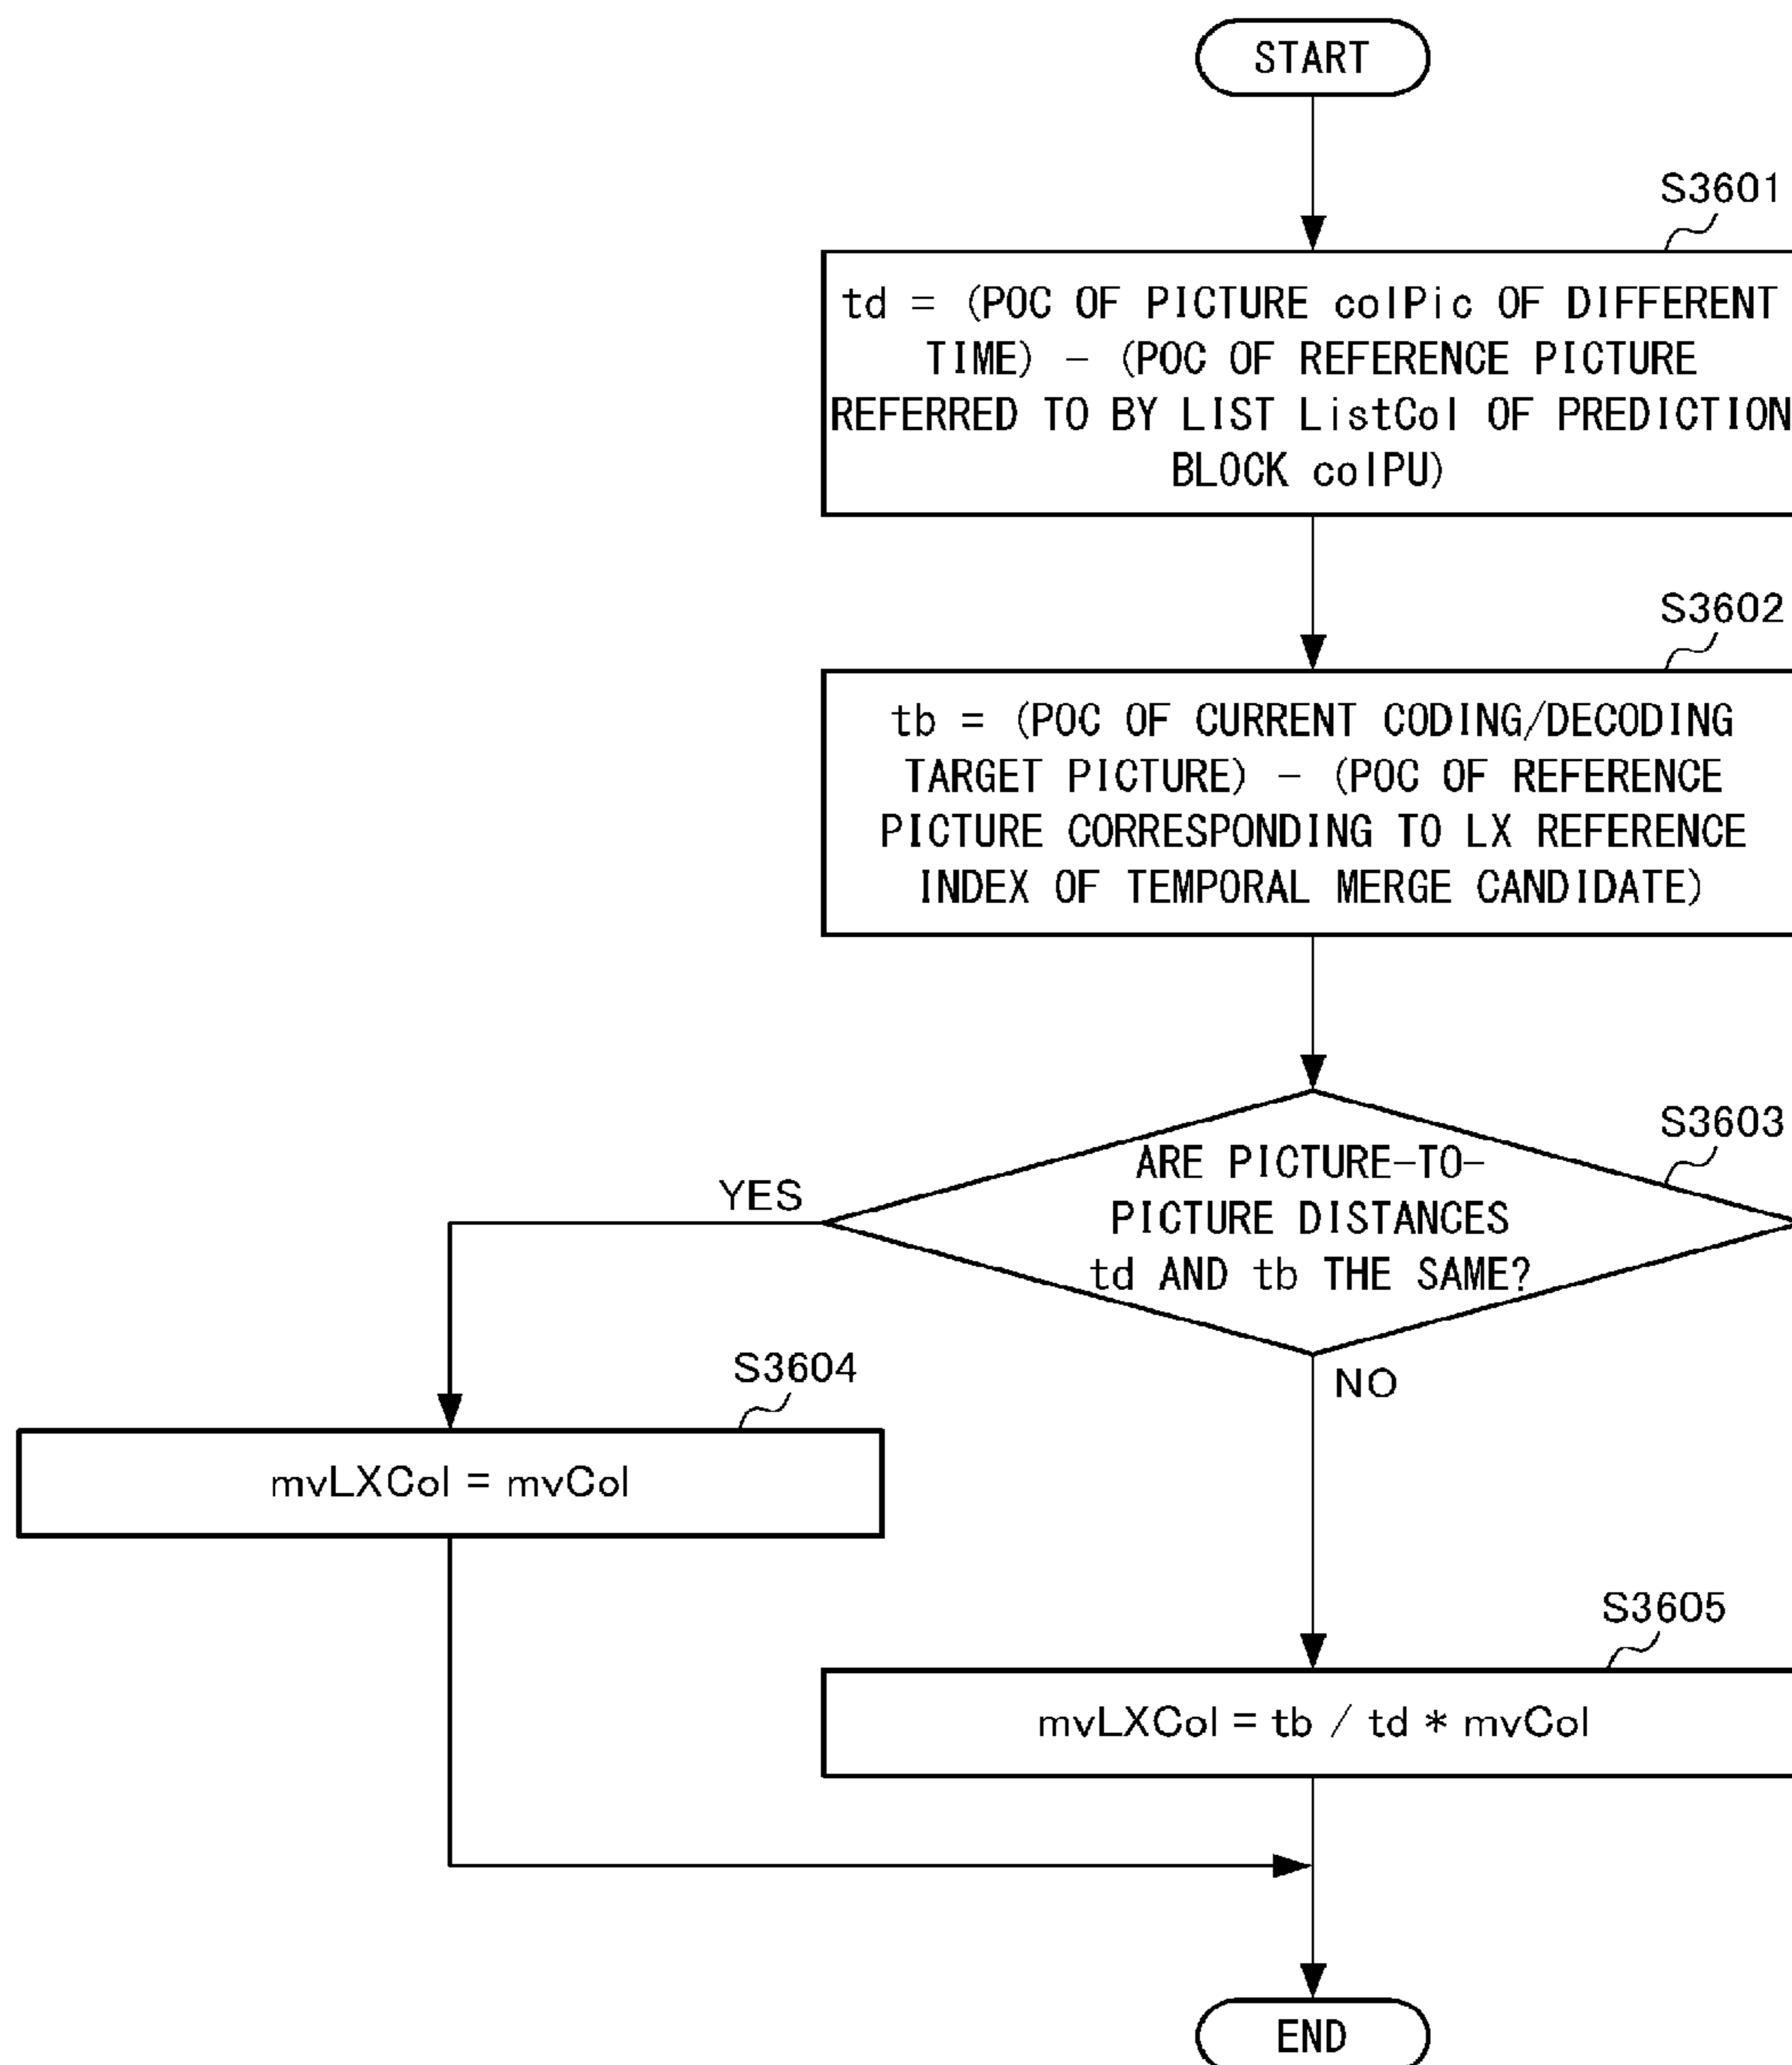 START
S3601
td = (POC OF PICTURE colPic OF DIFFERENT
TIME) – (POC OF REFERENCE PICTURE
REFERRED TO BY LIST ListCol OF PREDICTION
BLOCK colPU)
S3602
tb = (POC OF CURRENT CODING/DECODING
TARGET PICTURE) – (POC OF REFERENCE
PICTURE CORRESPONDING TO LX REFERENCE
INDEX OF TEMPORAL MERGE CANDIDATE)
S3603
ARE PICTURE-TO-
PICTURE DISTANCES
td AND tb THE SAME?
YES
NO
S3604
mvLXCol = mvCol
S3605
mvLXCol = tb / td * mvCol
END